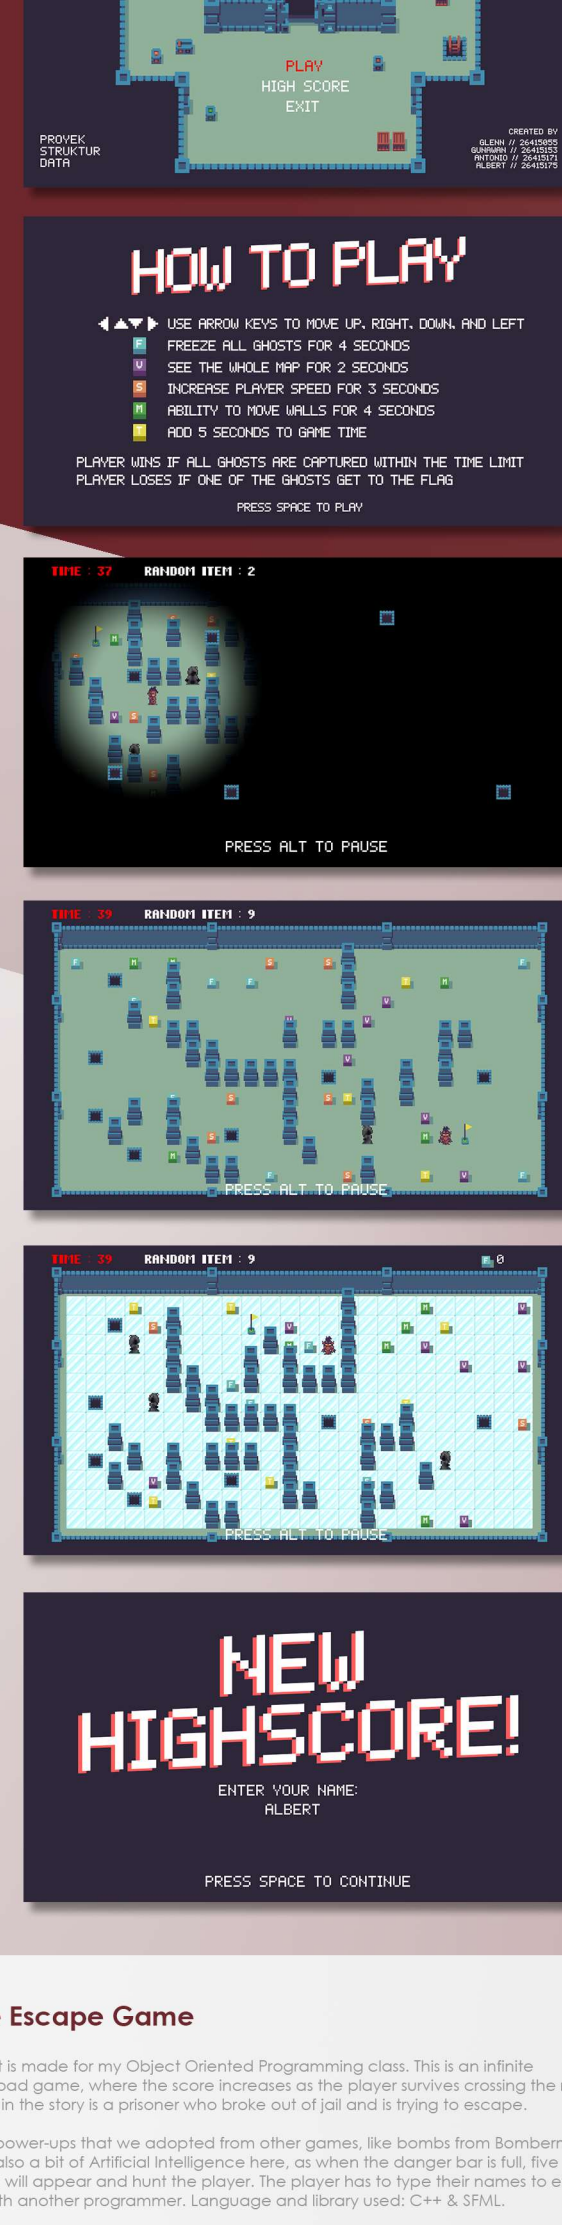 PLAY
HIGH SCORE
EXIT
PROYEK
STRUKTUR
DATA
CREATED BY
GLENN // 26415055
GUNAWAN // 26415153
ANTONIO // 26415171
ALBERT // 26415175
HOW TO PLAY
USE ARROW KEYS TO MOVE UP, RIGHT, DOWN, AND LEFT
F FREEZE ALL GHOSTS FOR 4 SECONDS
V SEE THE WHOLE MAP FOR 2 SECONDS
S INCREASE PLAYER SPEED FOR 3 SECONDS
M ABILITY TO MOVE WALLS FOR 4 SECONDS
T ADD 5 SECONDS TO GAME TIME
PLAYER WINS IF ALL GHOSTS ARE CAPTURED WITHIN THE TIME LIMIT
PLAYER LOSES IF ONE OF THE GHOSTS GET TO THE FLAG
PRESS SPACE TO PLAY
TIME : 37 RANDOM ITEM : 2
PRESS ALT TO PAUSE
TIME : 39 RANDOM ITEM : 9
PRESS ALT TO PAUSE
TIME : 39 RANDOM ITEM : 9 F 0
PRESS ALT TO PAUSE
NEW
HIGHSCORE!
ENTER YOUR NAME:
ALBERT
PRESS SPACE TO CONTINUE
Escape Game
t is made for my Object Oriented Programming class. This is an infinite
oad game, where the score increases as the player survives crossing the
in the story is a prisoner who broke out of jail and is trying to escape.
power-ups that we adopted from other games, like bombs from Bomber
also a bit of Artificial Intelligence here, as when the danger bar is full, five
will appear and hunt the player. The player has to type their names to e
th another programmer. Language and library used: C++ & SFML.